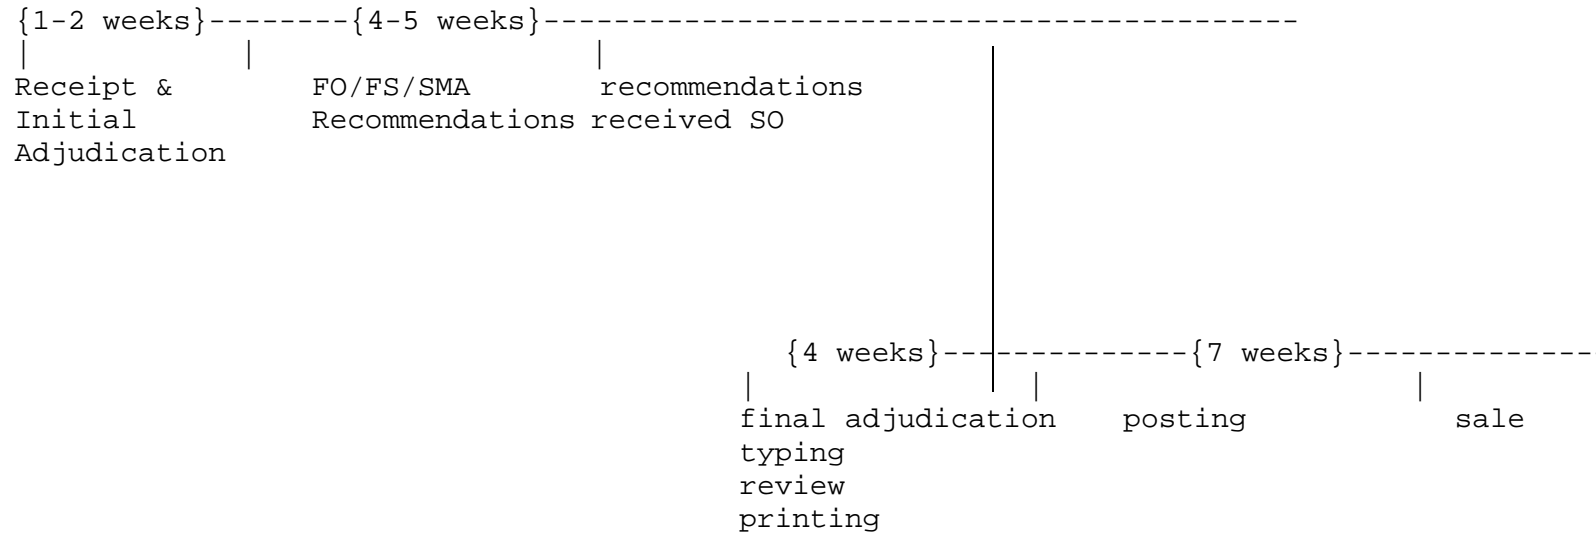 {1-2 weeks}--------{4-5 weeks}-------------------------------------------
| | |
Receipt & FO/FS/SMA recommendations
Initial Recommendations received SO
Adjudication
{4 weeks}--------------{7 weeks}--------------
| | |
final adjudication posting sale
typing
review
printing